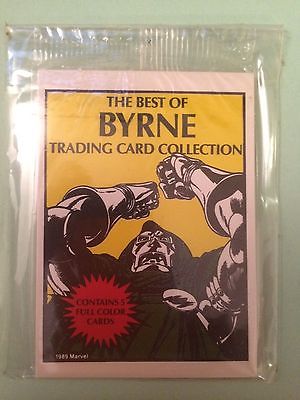 THE BEST OF
BYRNE
TRADING CARD COLLECTION
CONTAINS 5
FULL COLOR
CARDS
1989 Marvel